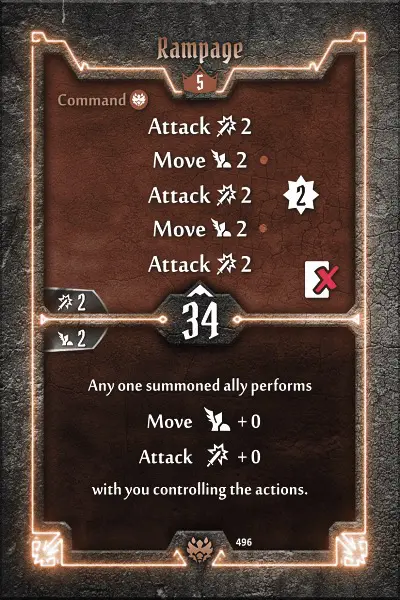 Rampage
5
Command
Attack 2
Move 2
Attack 2
2
Move 2
Attack 2
2
34
2
Any one summoned ally performs
Move +0
Attack +0
with you controlling the actions.
496